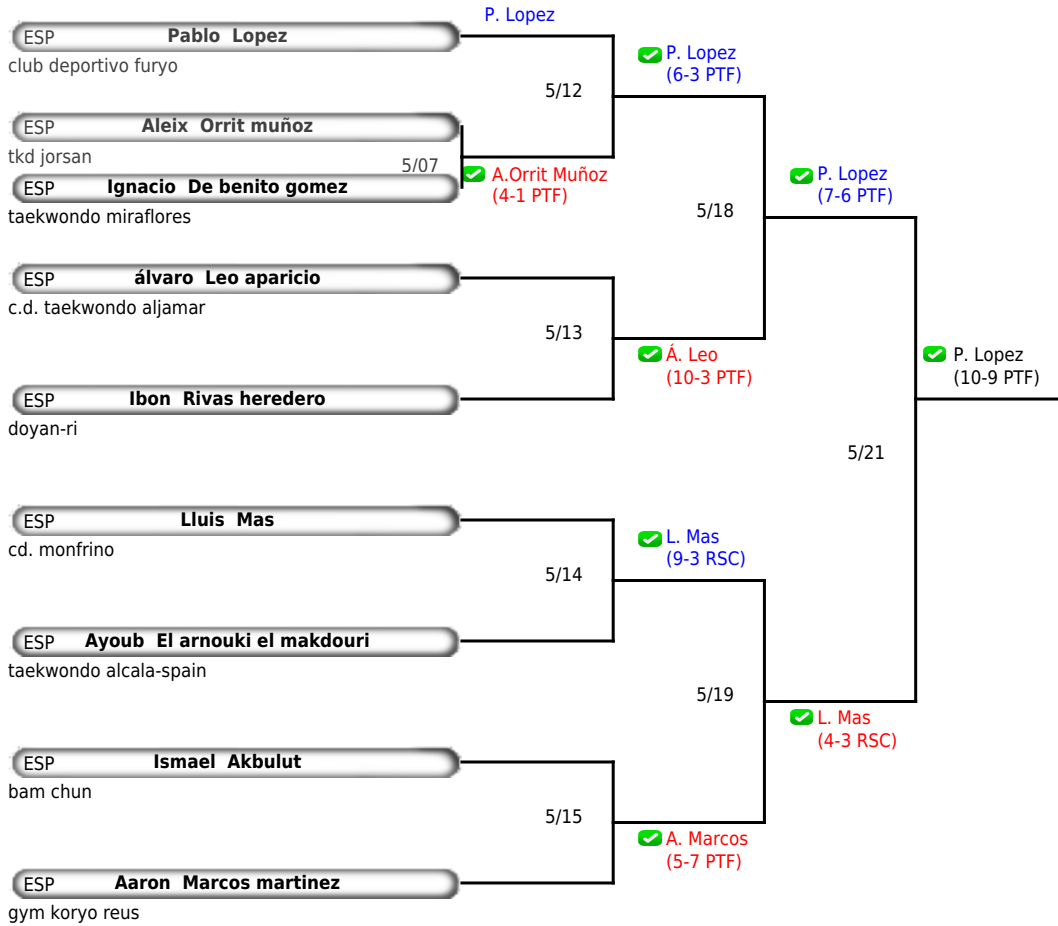 P. Lopez
ESP Pablo Lopez
club deportivo furyo
P. Lopez
(6-3 PTF)
5/12
ESP Aleix Orrit muñoz
tkd jorsan
5/07
A.Orrit Muñoz
(4-1 PTF)
ESP Ignacio De benito gomez
taekwondo miraflores
P. Lopez
(7-6 PTF)
5/18
ESP álvaro Leo aparicio
c.d. taekwondo aljamar
5/13
Á. Leo
(10-3 PTF)
P. Lopez
(10-9 PTF)
ESP Ibon Rivas heredero
doyan-ri
5/21
ESP Lluis Mas
cd. monfrino
L. Mas
(9-3 RSC)
5/14
ESP Ayoub El arnouki el makdouri
taekwondo alcala-spain
5/19
L. Mas
(4-3 RSC)
ESP Ismael Akbulut
bam chun
5/15
A. Marcos
(5-7 PTF)
ESP Aaron Marcos martinez
gym koryo reus